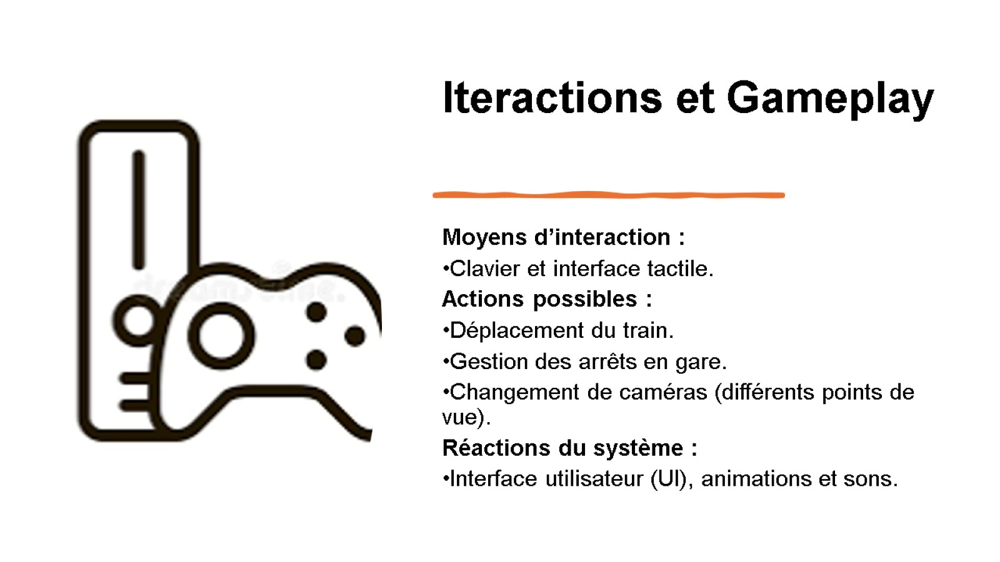 Iteractions et Gameplay
Moyens d’interaction :
•Clavier et interface tactile.
Actions possibles :
•Déplacement du train.
•Gestion des arrêts en gare.
•Changement de caméras (différents points de
vue).
Réactions du système :
•Interface utilisateur (UI), animations et sons.